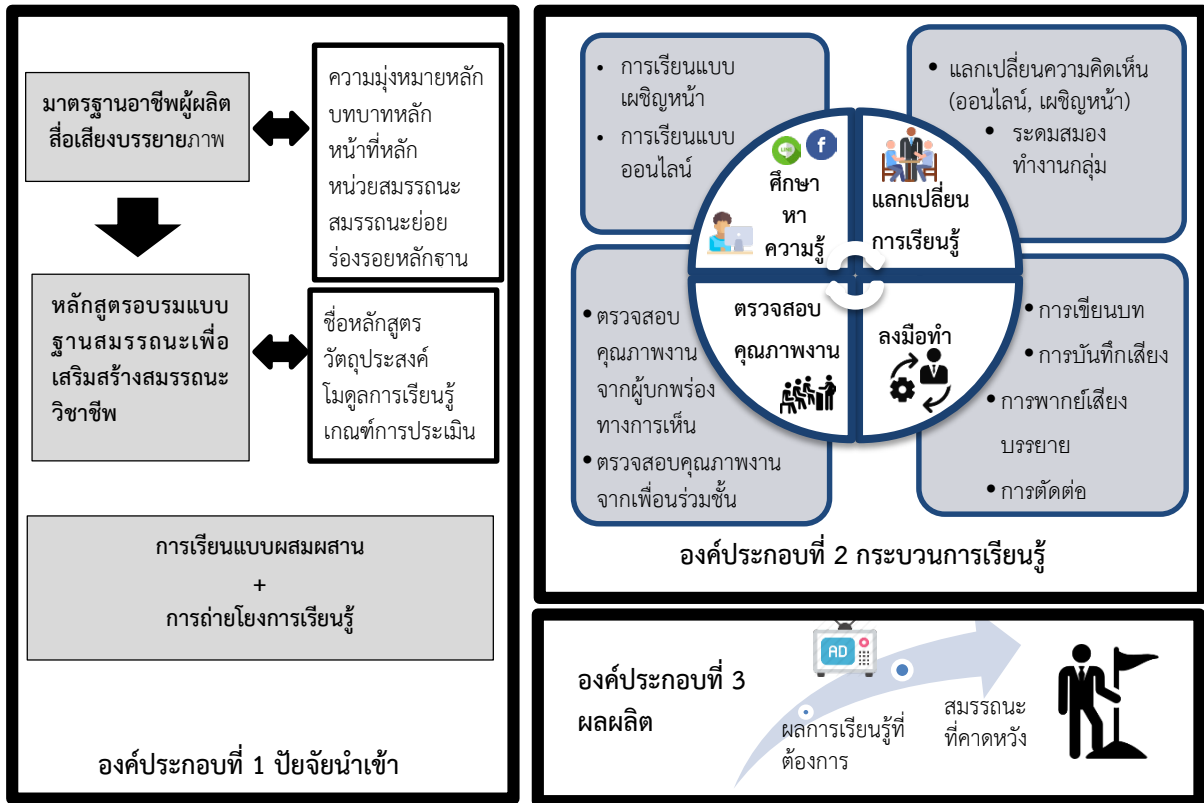 มาตรฐานอาชีพผู้ผลิต
สื่อเสียงบรรยายภาพ
ความมุ่งหมายหลัก
บทบาทหลัก
หน้าที่หลัก
หน่วยสมรรถนะ
สมรรถนะย่อย
ร่องรอยหลักฐาน
หลักสูตรอบรมแบบ
ฐานสมรรถนะเพื่อ
เสริมสร้างสมรรถนะ
วิชาชีพ
ชื่อหลักสูตร
วัตถุประสงค์
โมดูลการเรียนรู้
เกณฑ์การประเมิน
การเรียนแบบผสมผสาน
+
การถ่ายโยงการเรียนรู้
องค์ประกอบที่ 1 ปัยจัยนำเข้า
• การเรียนแบบ
เผชิญหน้า
• การเรียนแบบ
ออนไลน์
• แลกเปลี่ยนความคิดเห็น
(ออนไลน์, เผชิญหน้า)
• ระดมสมอง
ทำงานกลุ่ม
LINE
f
ศึกษา
หา
ความรู้
แลกเปลี่ยน
การเรียนรู้
ตรวจสอบ
คุณภาพงาน
ลงมือทำ
• ตรวจสอบ
คุณภาพงาน
จากผู้บกพร่อง
ทางการเห็น
• ตรวจสอบคุณภาพงาน
จากเพื่อนร่วมชั้น
• การเขียนบท
• การบันทึกเสียง
• การพากย์เสียง
บรรยาย
• การตัดต่อ
องค์ประกอบที่ 2 กระบวนการเรียนรู้
องค์ประกอบที่ 3
ผลผลิต
AD
ผลการเรียนรู้ที่
ต้องการ
สมรรถนะ
ที่คาดหวัง